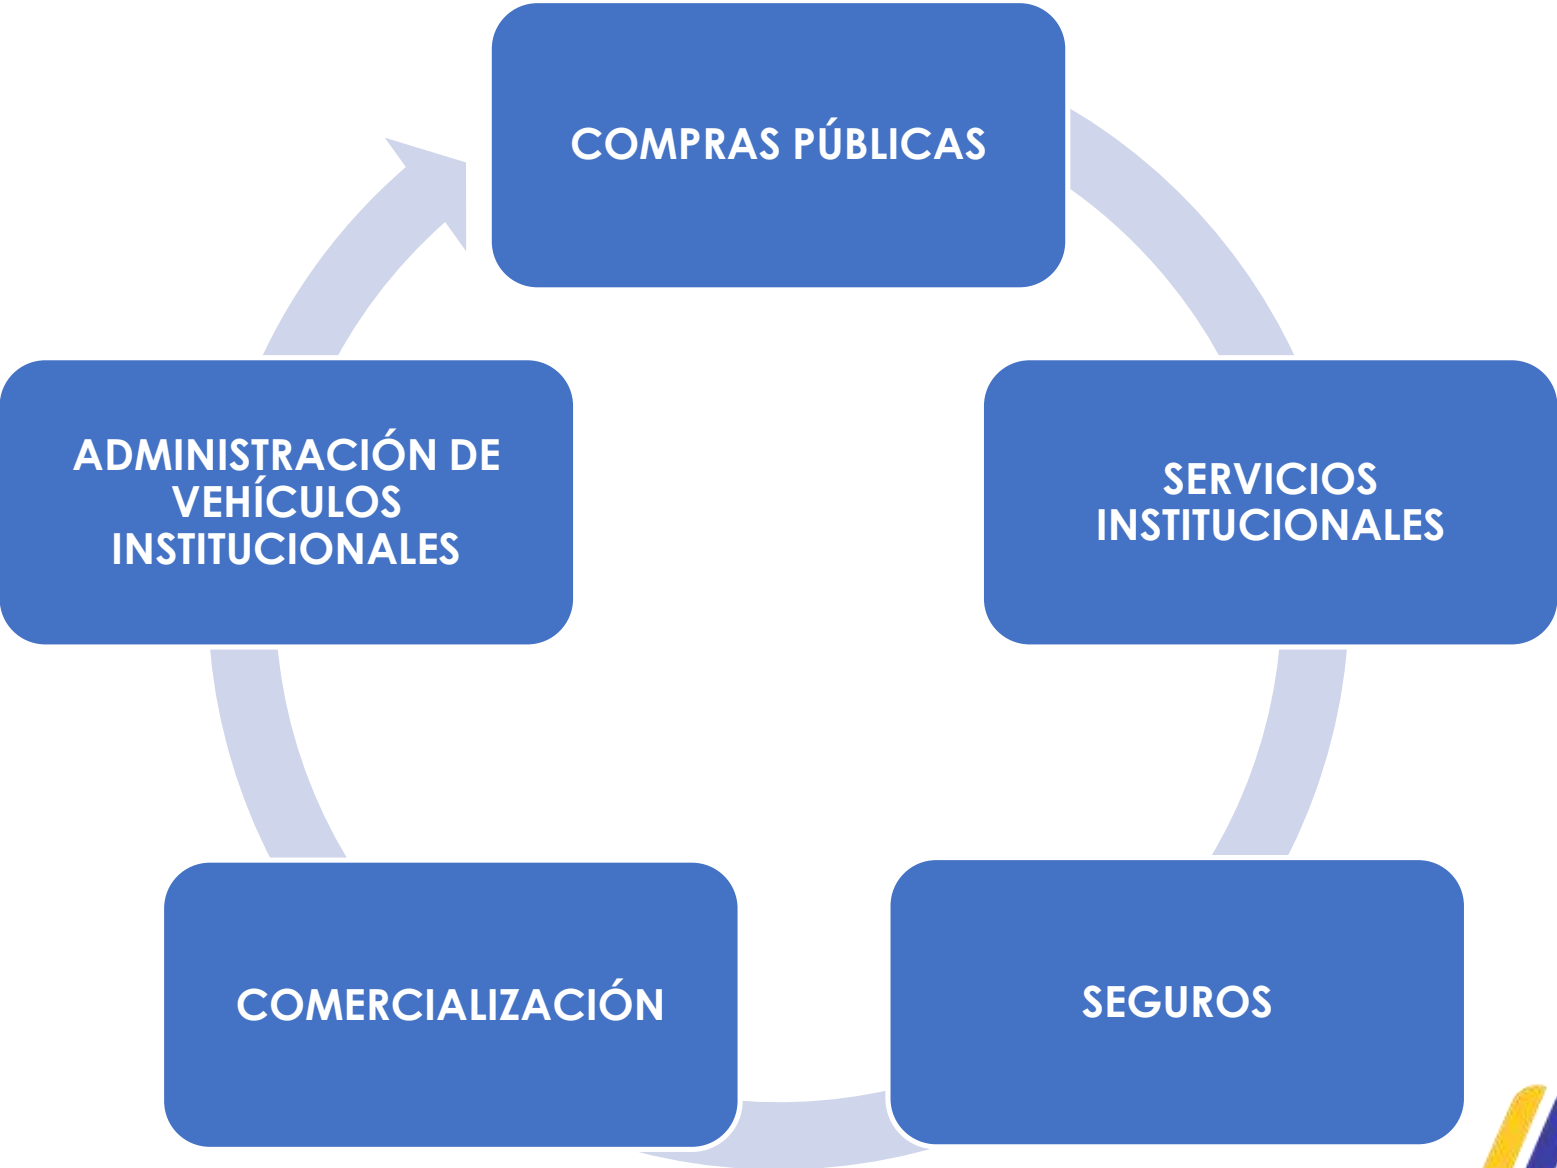 COMPRAS PÚBLICAS
SERVICIOS
INSTITUCIONALES
SEGUROS
COMERCIALIZACIÓN
ADMINISTRACIÓN DE
VEHÍCULOS
INSTITUCIONALES